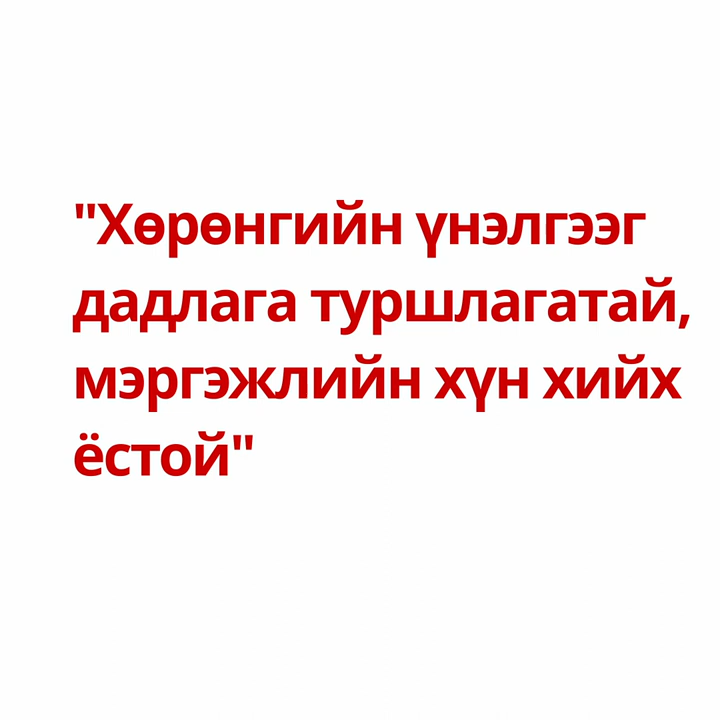 "Хөрөнгийн үнэлгээг
дадлага туршлагатай,
мэргэжлийн хүн хийх
ёстой"